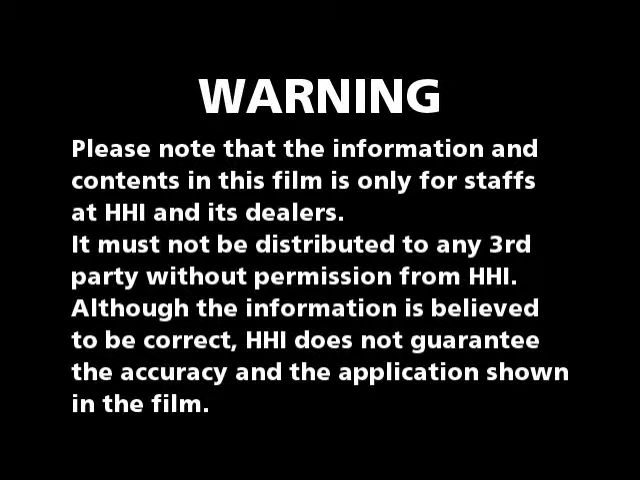 WARNING
Please note that the information and
contents in this film is only for staffs
at HHI and its dealers.
It must not be distributed to any 3rd
party without permission from HHI.
Although the information is believed
to be correct, HHI does not guarantee
the accuracy and the application shown
in the film.